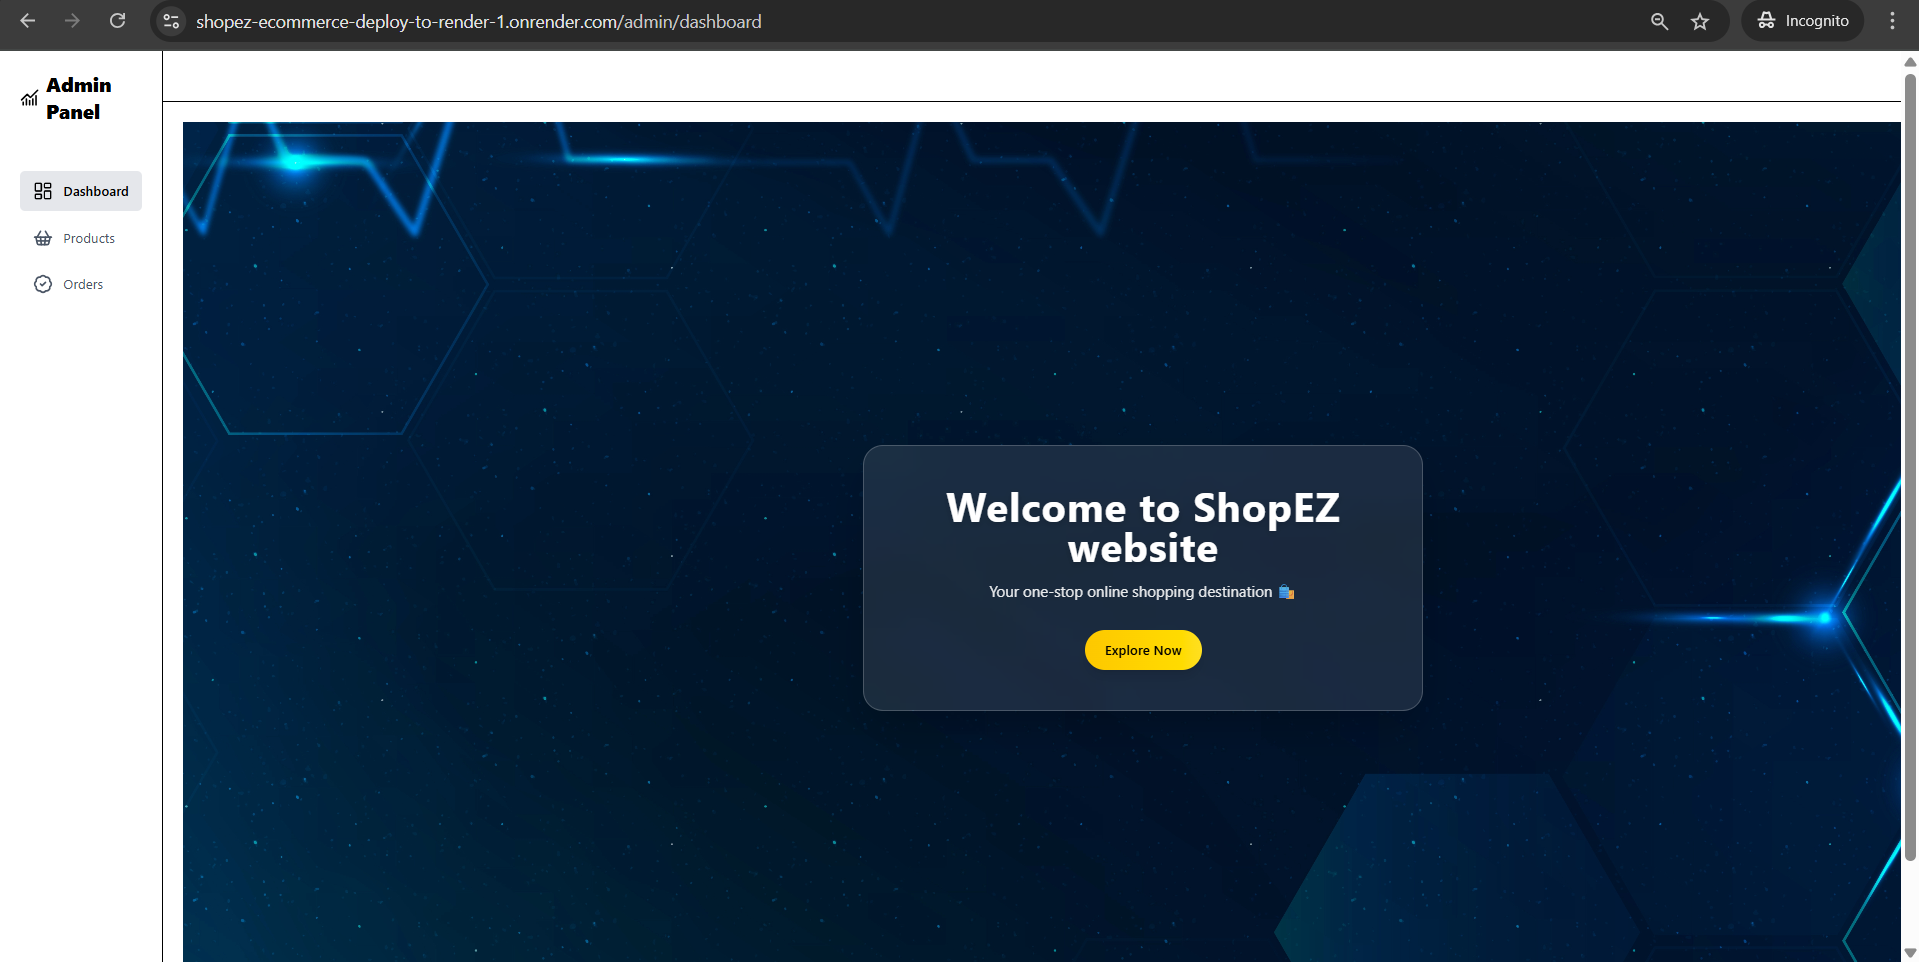 shopez-ecommerce-deploy-to-render-1.onrender.com/admin/dashboard
Incognito
Admin
Panel
Dashboard
Products
Orders
Welcome to ShopEZ
website
Your one-stop online shopping destination 🛍️
Explore Now